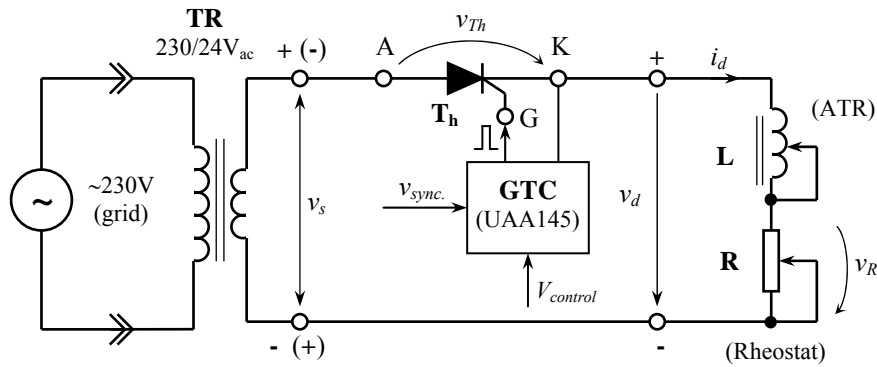 TR
230/24Vac
+ (-)
A
vTh
K
+
id
Th
G
(ATR)
L
~
~230V
(grid)
vs
vsync.
GTC
(UAA145)
vd
R
vR
Vcontrol
- (+)
-
(Rheostat)